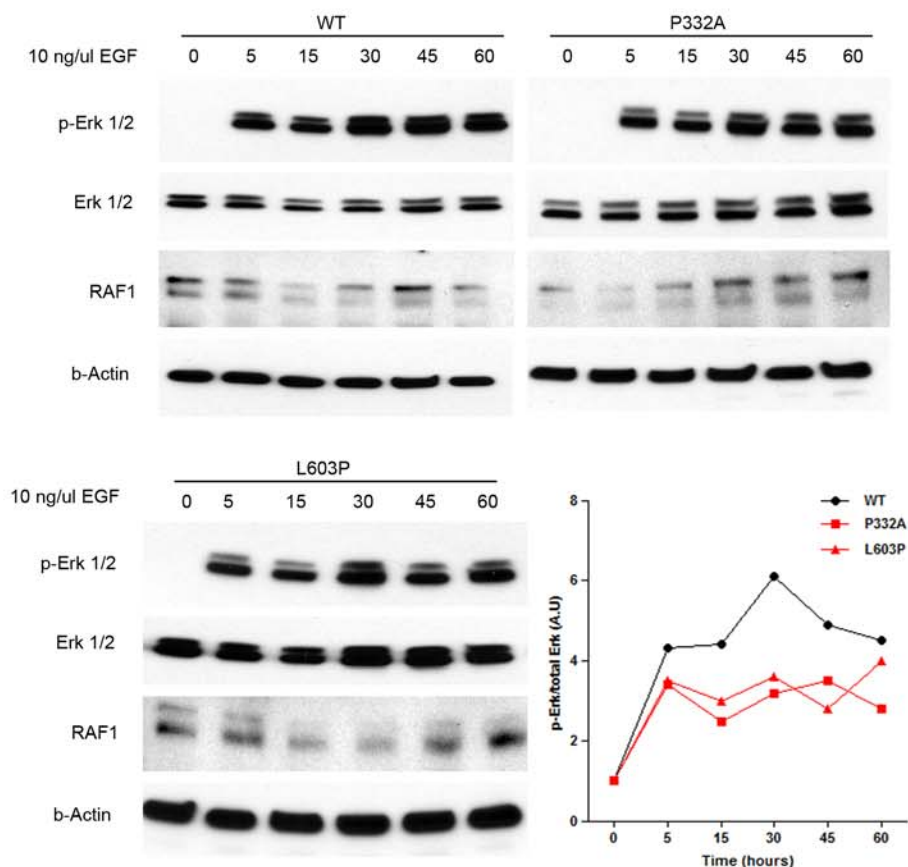 WT
10 ng/ul EGF 0 5 15 30 45 60
p-Erk 1/2
Erk 1/2
RAF1
b-Actin
P332A
0 5 15 30 45 60
L603P
10 ng/ul EGF 0 5 15 30 45 60
p-Erk 1/2
Erk 1/2
RAF1
b-Actin
p-Erk/total Erk (A.U)
8
6
4
2
0
WT
P332A
L603P
0 5 15 30 45 60
Time (hours)